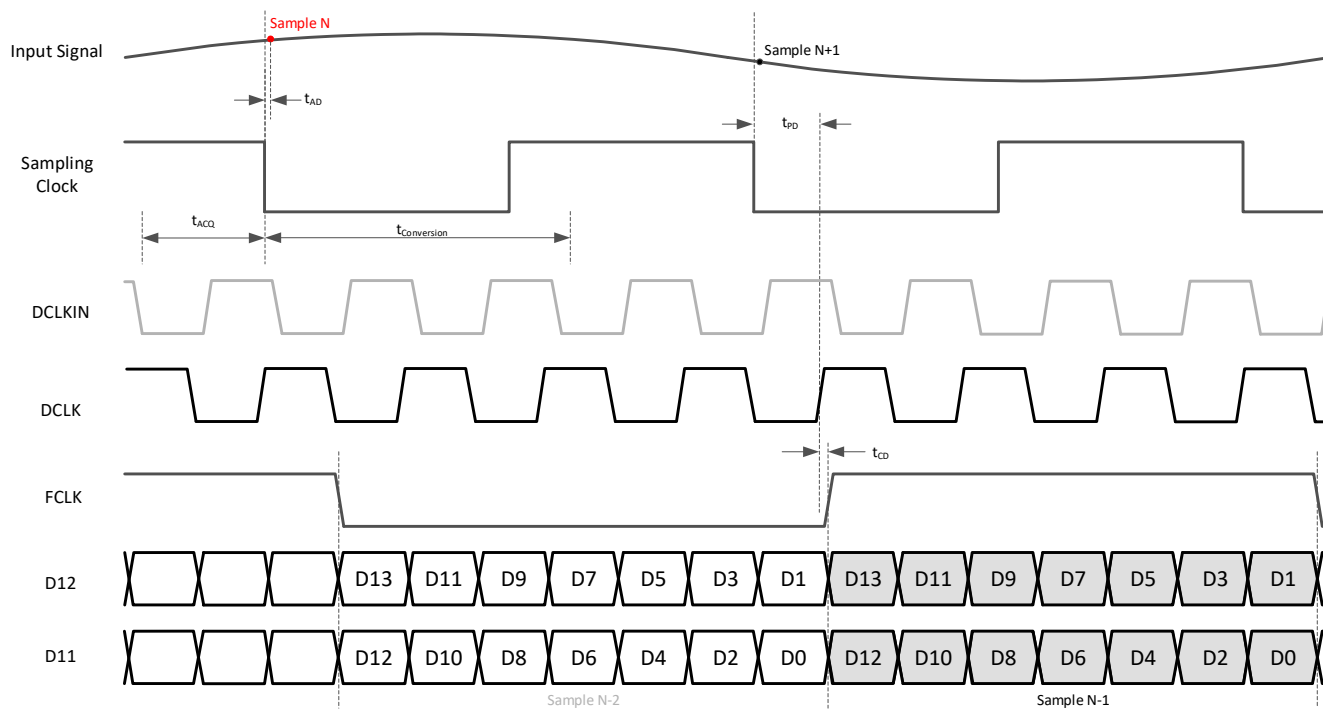 Sample N
Input Signal
Sample N+1
tAD
tPD
Sampling
Clock
tACQ
tConversion
DCLKIN
DCLK
tCD
FCLK
D12
D13 D11 D9 D7 D5 D3 D1 D13 D11 D9 D7 D5 D3 D1
D11
D12 D10 D8 D6 D4 D2 D0 D12 D10 D8 D6 D4 D2 D0
Sample N-2
Sample N-1